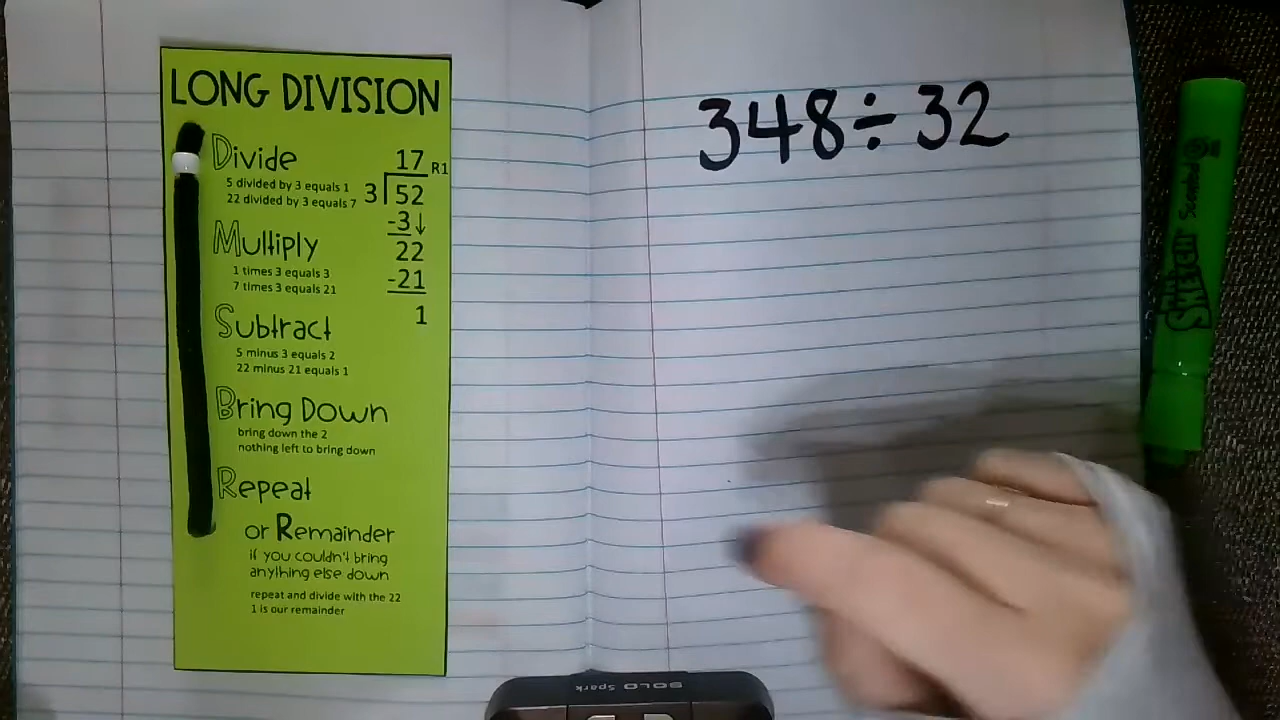 LONG DIVISION
Divide
5 divided by 3 equals 1
22 divided by 3 equals 7
Multiply
1 times 3 equals 3
7 times 3 equals 21
Subtract
5 minus 3 equals 2
22 minus 21 equals 1
Bring Down
bring down the 2
nothing left to bring down
Repeat
or Remainder
if you couldn't bring
anything else down
repeat and divide with the 22
1 is our remainder
17 R1
3 52
-3↓
22
-21
1
348÷32
Scented
MR. SKETCH
SOLO Spark